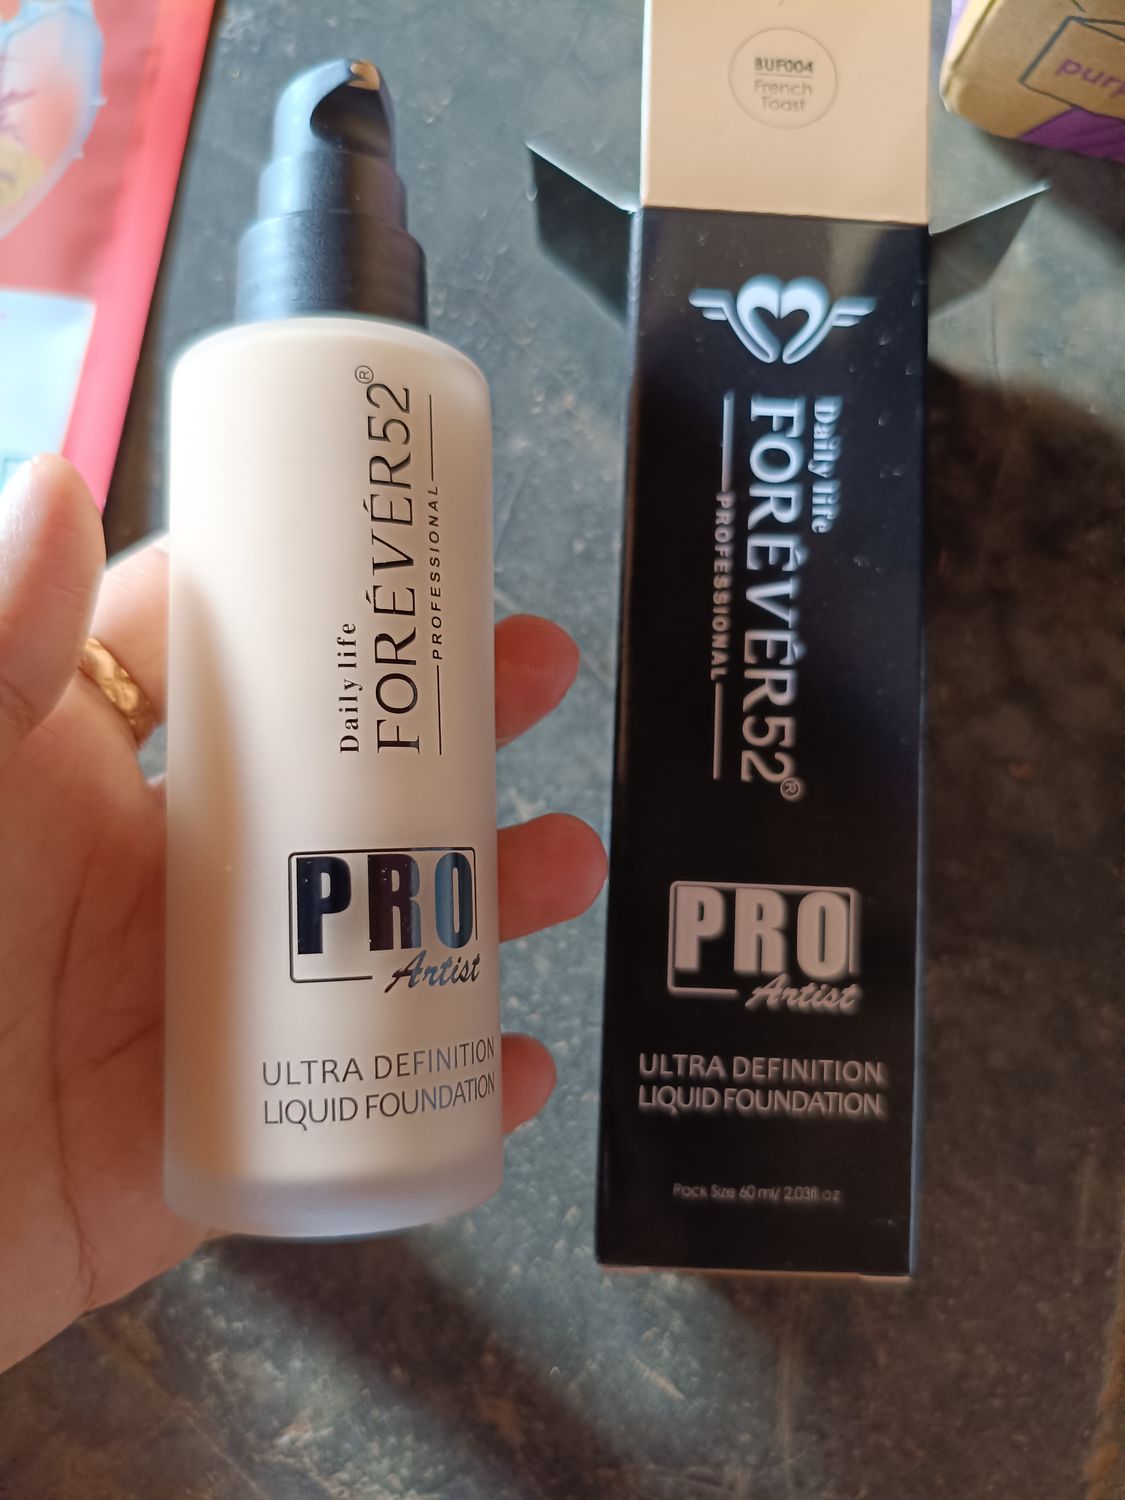 Daily life
FORÉVÉR52®
PROFESSIONAL
PRO
Artist
ULTRA DEFINITION
LIQUID FOUNDATION
BUF004
French
Toast
Daily life
FORÉVÉR52®
PROFESSIONAL
PRO
Artist
ULTRA DEFINITION
LIQUID FOUNDATION
Pack Size 60 ml/ 2.03fl.oz